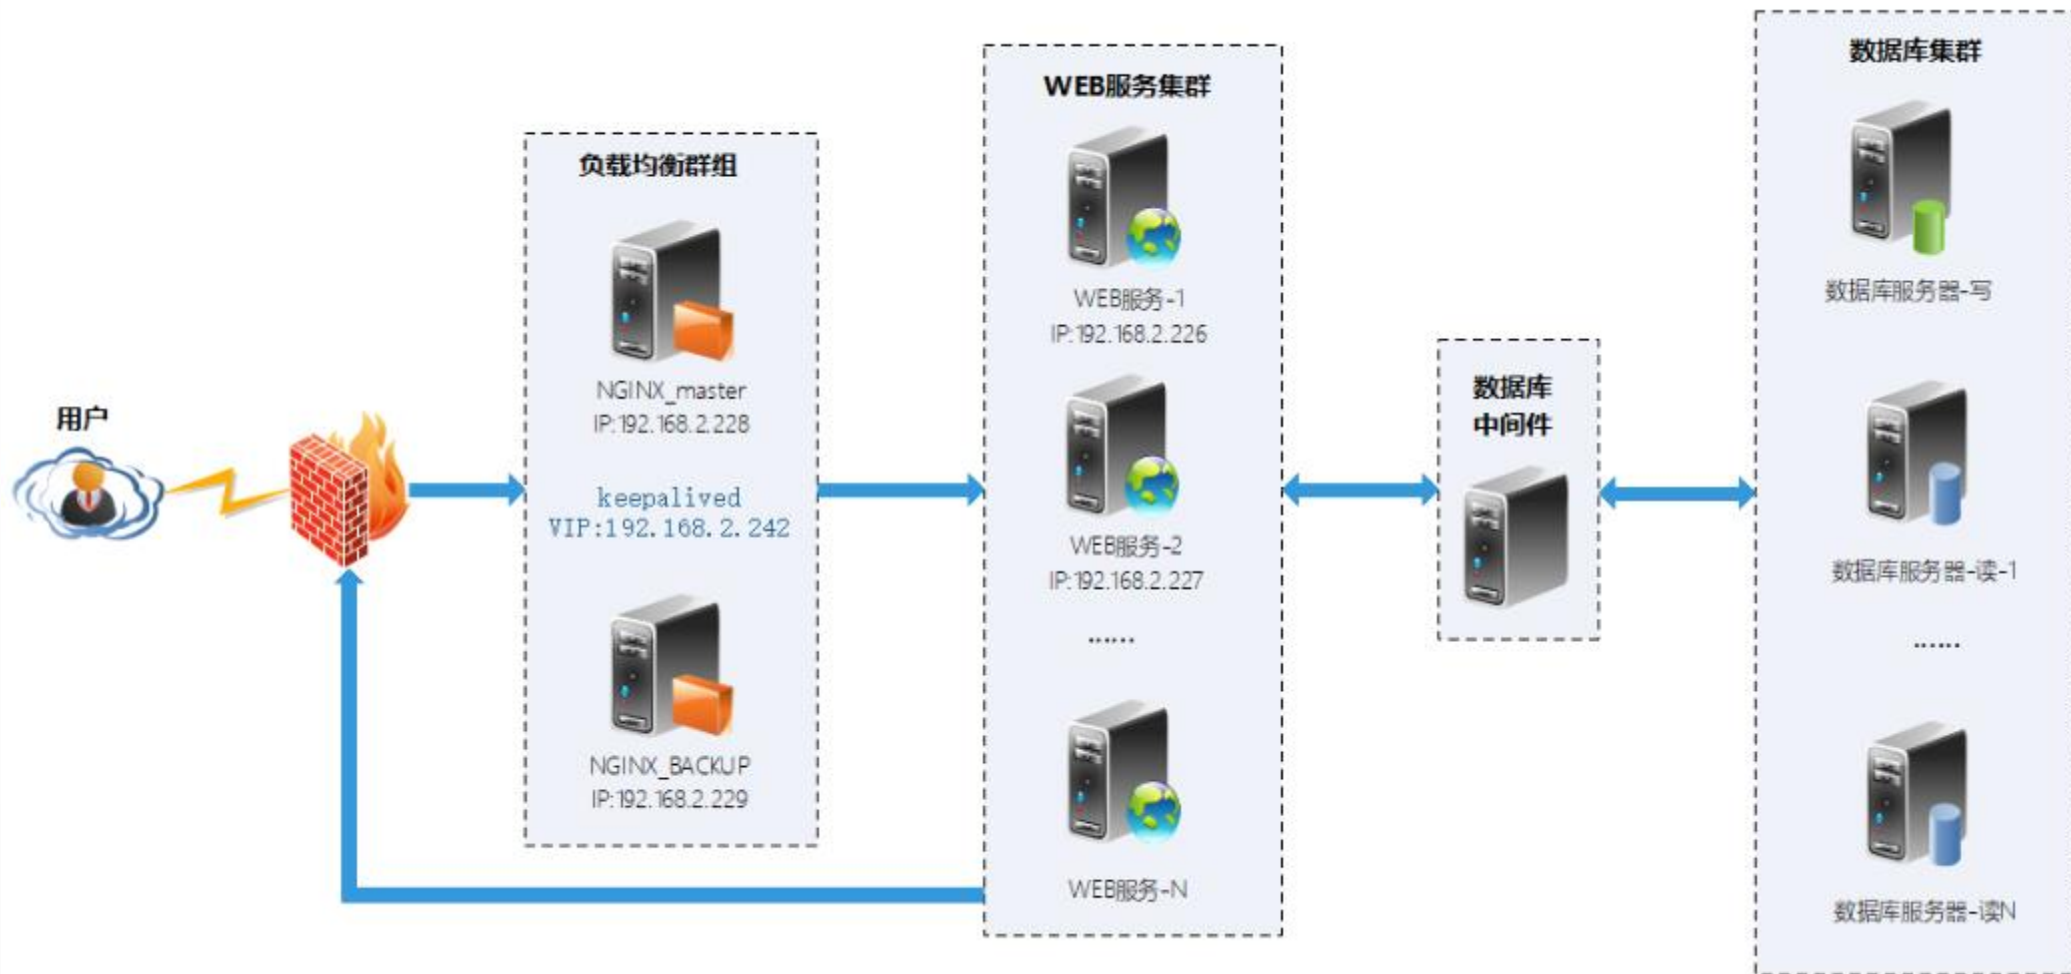 用户
负载均衡群组
NGINX_master
IP:192.168.2.228
keepalived
VIP:192.168.2.242
NGINX_BACKUP
IP:192.168.2.229
WEB服务集群
WEB服务-1
IP:192.168.2.226
WEB服务-2
IP:192.168.2.227
......
WEB服务-N
数据库
中间件
数据库集群
数据库服务器-写
数据库服务器-读-1
......
数据库服务器-读N